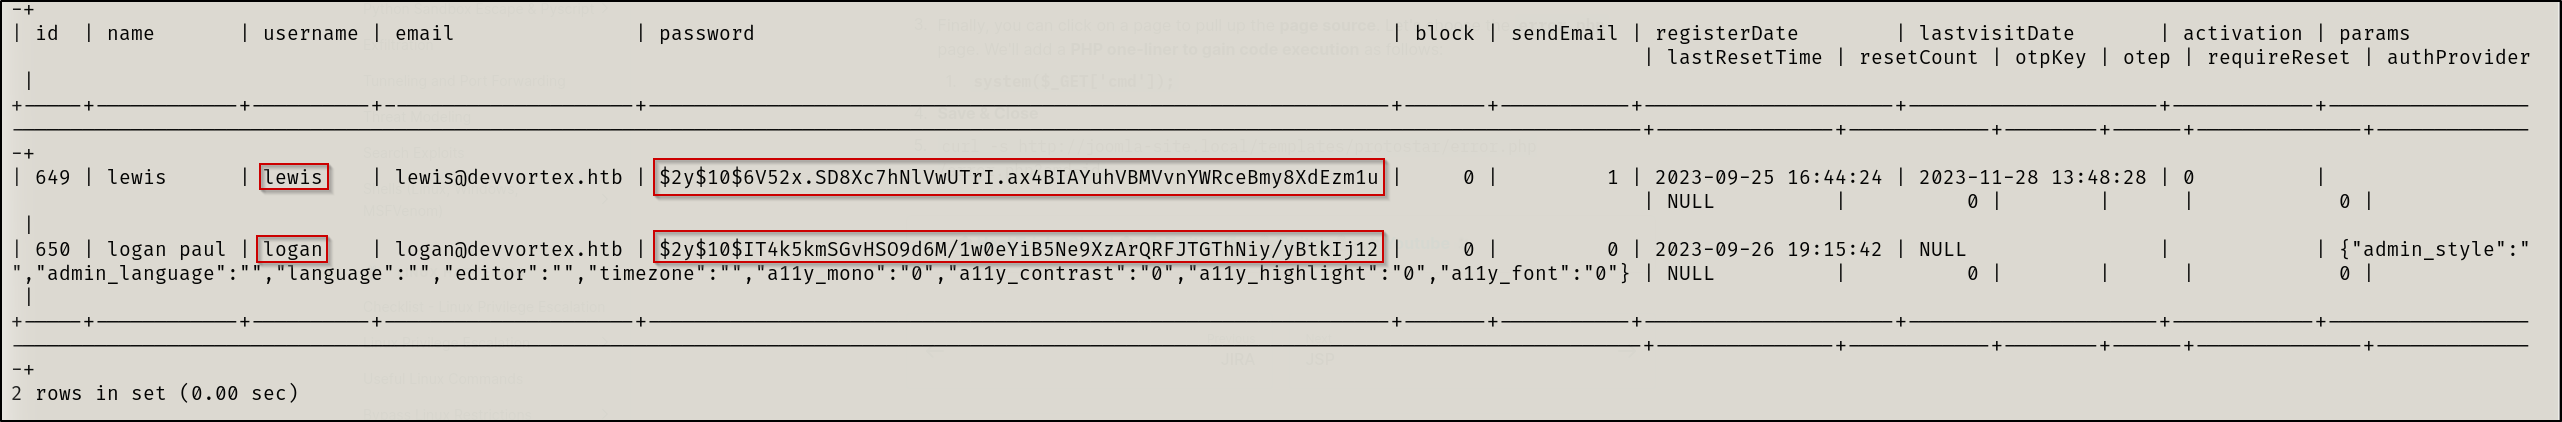 -+
| id  | name       | username | email               | password                                                     | block | sendEmail | registerDate        | lastvisitDate       | activation | params
| lastResetTime | resetCount | otpKey | otep | requireReset | authProvider
|
+-----+------------+----------+---------------------+--------------------------------------------------------------+-------+-----------+---------------------+---------------------+------------+-----------------
-----------------------------------------------------------------------------------------------------------------------------------------+---------------+------------+--------+------+--------------+-------------
-+
| 649 | lewis      | lewis    | lewis@devvortex.htb | $2y$10$6V52x.SD8Xc7hNlVwUTrI.ax4BIAYuhVBMVvnYWRceBmy8XdEzm1u |     0 |         1 | 2023-09-25 16:44:24 | 2023-11-28 13:48:28 | 0          |
| NULL          |          0 |        |      |            0 |
|
| 650 | logan paul | logan    | logan@devvortex.htb | $2y$10$IT4k5kmSGvHSO9d6M/1w0eYiB5Ne9XzArQRFJTGThNiy/yBtkIj12 |     0 |         0 | 2023-09-26 19:15:42 | NULL                |            | {"admin_style":"
","admin_language":"","language":"","editor":"","timezone":"","a11y_mono":"0","a11y_contrast":"0","a11y_highlight":"0","a11y_font":"0"} | NULL          |          0 |        |      |            0 |
|
+-----+------------+----------+---------------------+--------------------------------------------------------------+-------+-----------+---------------------+---------------------+------------+-----------------
-----------------------------------------------------------------------------------------------------------------------------------------+---------------+------------+--------+------+--------------+-------------
-+
2 rows in set (0.00 sec)